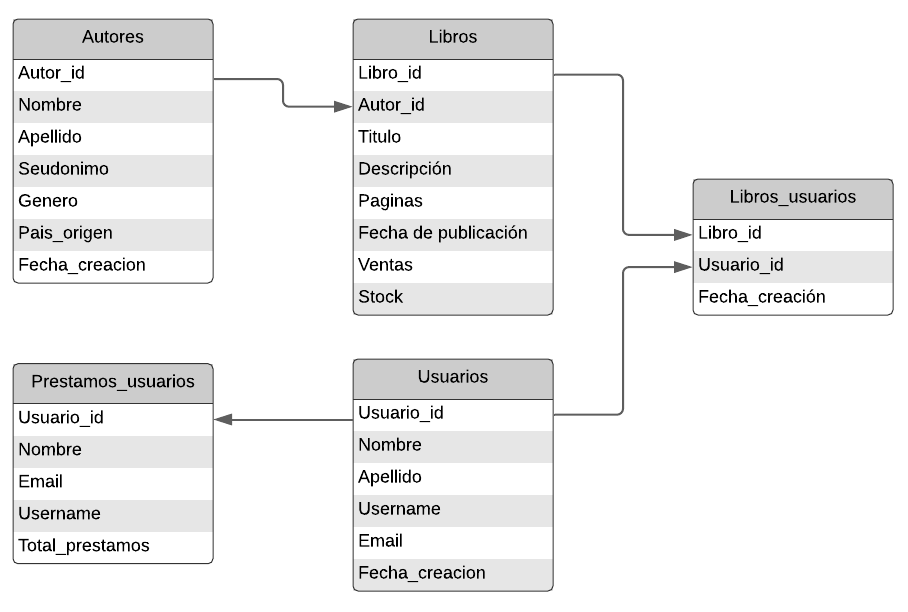 Autores
Autor_id
Nombre
Apellido
Seudonimo
Genero
Pais_origen
Fecha_creacion
Libros
Libro_id
Autor_id
Titulo
Descripción
Paginas
Fecha de publicación
Ventas
Stock
Libros_usuarios
Libro_id
Usuario_id
Fecha_creación
Prestamos_usuarios
Usuario_id
Nombre
Email
Username
Total_prestamos
Usuarios
Usuario_id
Nombre
Apellido
Username
Email
Fecha_creacion